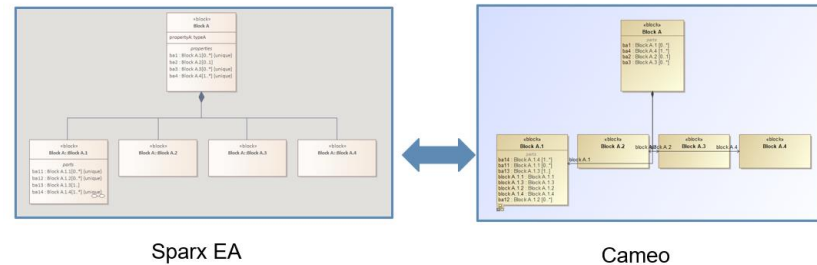 «block»
Block A
propertyA: typeA
properties
ba1 : Block A.1[0..*] {unique}
ba2 : Block A.2[0..1]
ba3 : Block A.3[0..*] {unique}
ba4 : Block A.4[1..*] {unique}
«block»
Block A::Block A.1
parts
ba11 : Block A.1.1[0..*] {unique}
ba12 : Block A.1.2[0..*] {unique}
ba13 : Block A.1.3[1..]
ba14 : Block A.1.4[1..*] {unique}
«block»
Block A::Block A.2
«block»
Block A::Block A.3
«block»
Block A::Block A.4
Sparx EA
«block»
Block A
parts
ba1 : Block A.1 [0..*]
ba4 : Block A.4 [1..*]
ba2 : Block A.2 [0..1]
ba3 : Block A.3 [0..*]
«block»
Block A.1
parts
ba14 : Block A.1.4 [1..*]
ba11 : Block A.1.1 [0..*]
ba13 : Block A.1.3 [1..]
block A.1.1 : Block A.1.1
block A.1.3 : Block A.1.3
block A.1.2 : Block A.1.2
block A.1.4 : Block A.1.4
ba12 : Block A.1.2 [0..*]
block A.1
«block»
Block A.2
«block»
Block A.3
block A.4
«block»
Block A.4
Cameo